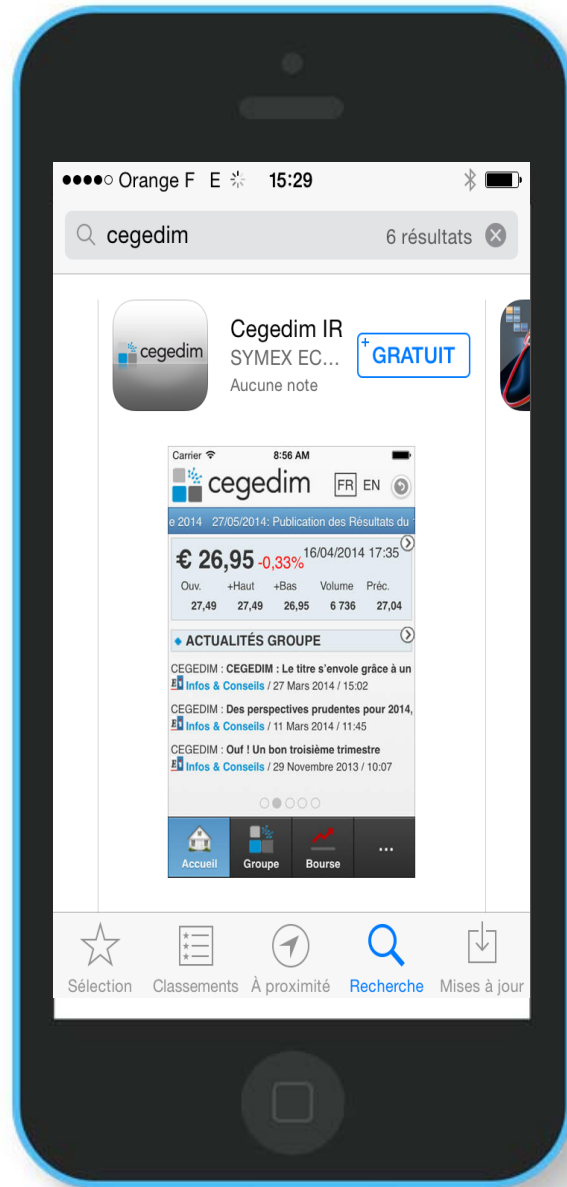 Orange F E 15:29
cegedim 6 résultats
cegedim
Cegedim IR
SYMEX EC...
Aucune note
+GRATUIT
Carrier 8:56 AM
cegedim FR EN
e 2014 27/05/2014: Publication des Résultats du
€ 26,95 -0,33% 16/04/2014 17:35
Ouv. +Haut +Bas Volume Préc.
27,49 27,49 26,95 6 736 27,04
ACTUALITÉS GROUPE
CEGEDIM : CEGEDIM : Le titre s'envole grâce à un
Infos & Conseils / 27 Mars 2014 / 15:02
CEGEDIM : Des perspectives prudentes pour 2014,
Infos & Conseils / 11 Mars 2014 / 11:45
CEGEDIM : Ouf ! Un bon troisième trimestre
Infos & Conseils / 29 Novembre 2013 / 10:07
Accueil Groupe Bourse ...
Sélection Classements À proximité Recherche Mises à jour